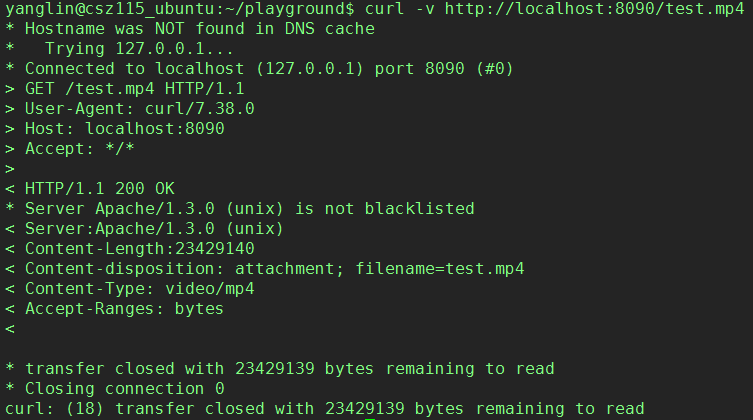 yanglin@csz115_ubuntu:~/playground$ curl -v http://localhost:8090/test.mp4
* Hostname was NOT found in DNS cache
*   Trying 127.0.0.1...
* Connected to localhost (127.0.0.1) port 8090 (#0)
> GET /test.mp4 HTTP/1.1
> User-Agent: curl/7.38.0
> Host: localhost:8090
> Accept: */*
>
< HTTP/1.1 200 OK
* Server Apache/1.3.0 (unix) is not blacklisted
< Server:Apache/1.3.0 (unix)
< Content-Length:23429140
< Content-disposition: attachment; filename=test.mp4
< Content-Type: video/mp4
< Accept-Ranges: bytes
<
* transfer closed with 23429139 bytes remaining to read
* Closing connection 0
curl: (18) transfer closed with 23429139 bytes remaining to read